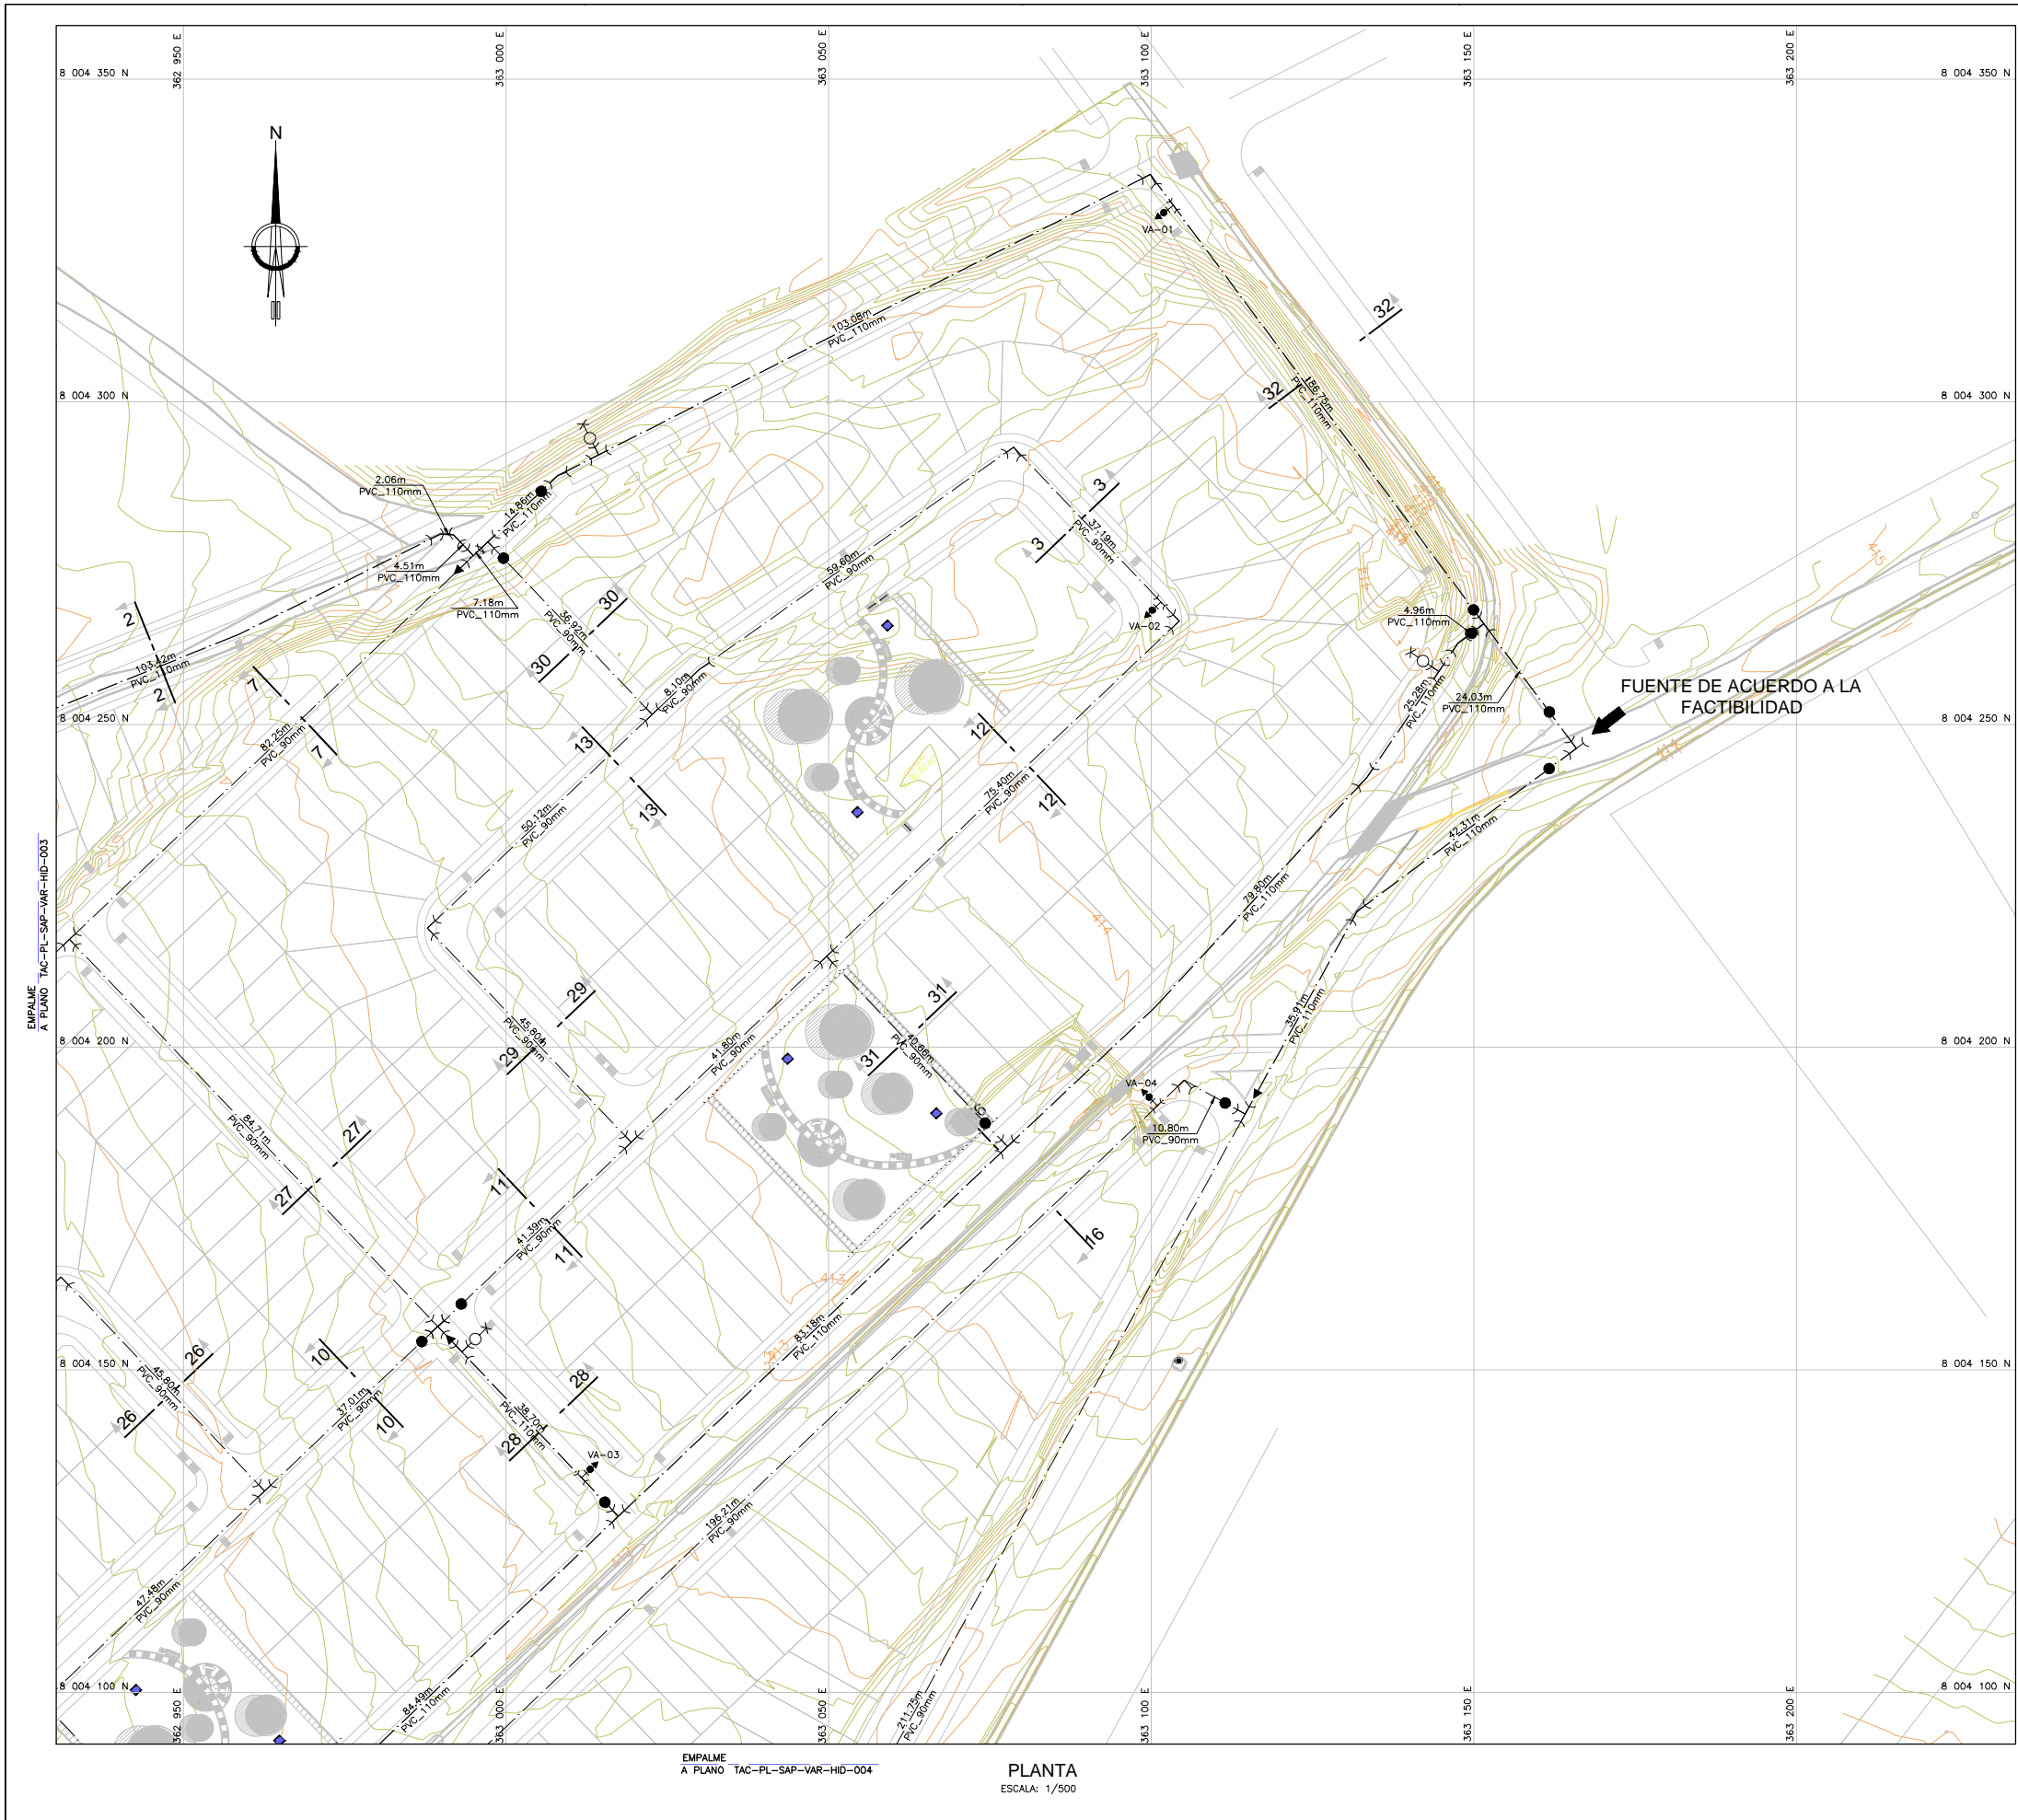 362 950 E
363 000 E
363 050 E
363 100 E
363 150 E
363 200 E
8 004 350 N
8 004 350 N
N
VA-01
32
103.08m
PVC_110mm
186.75m
PVC_110mm
32
8 004 300 N
8 004 300 N
2.06m
PVC_110mm
14.86m
PVC_110mm
3
37.19m
PVC_90mm
3
415
4.51m
PVC_110mm
59.60m
PVC_90mm
7.18m
PVC_110mm
30
36.92m
PVC_90mm
30
2
103.42m
PVC_110mm
2
VA-02
4.96m
PVC_110mm
414
7
82.25m
PVC_90mm
7
8.10m
PVC_90mm
25.28m
PVC_110mm
24.03m
PVC_110mm
FUENTE DE ACUERDO A LA
FACTIBILIDAD
8 004 250 N
8 004 250 N
13
13
12
75.40m
PVC_90mm
12
50.12m
PVC_90mm
42.31m
PVC_110mm
EMPALME
A PLANO TAC-PL-SAP-VAR-HID-003
79.80m
PVC_110mm
414
29
45.80m
PVC_90mm
29
31
40.66m
PVC_90mm
31
35.91m
PVC_110mm
8 004 200 N
8 004 200 N
41.80m
PVC_90mm
VA-04
10.80m
PVC_90mm
84.71m
PVC_90mm
27
27
11
41.39m
PVC_90mm
11
16
413
83.18m
PVC_110mm
413
8 004 150 N
8 004 150 N
26
45.80m
PVC_90mm
26
10
37.01m
PVC_90mm
10
28
38.70m
PVC_110mm
28
VA-03
196.21m
PVC_90mm
412
47.48m
PVC_90mm
8 004 100 N
8 004 100 N
84.49m
PVC_110mm
211.75m
PVC_90mm
362 950 E
363 000 E
363 050 E
363 100 E
363 150 E
363 200 E
EMPALME
A PLANO TAC-PL-SAP-VAR-HID-004
PLANTA
ESCALA: 1/500